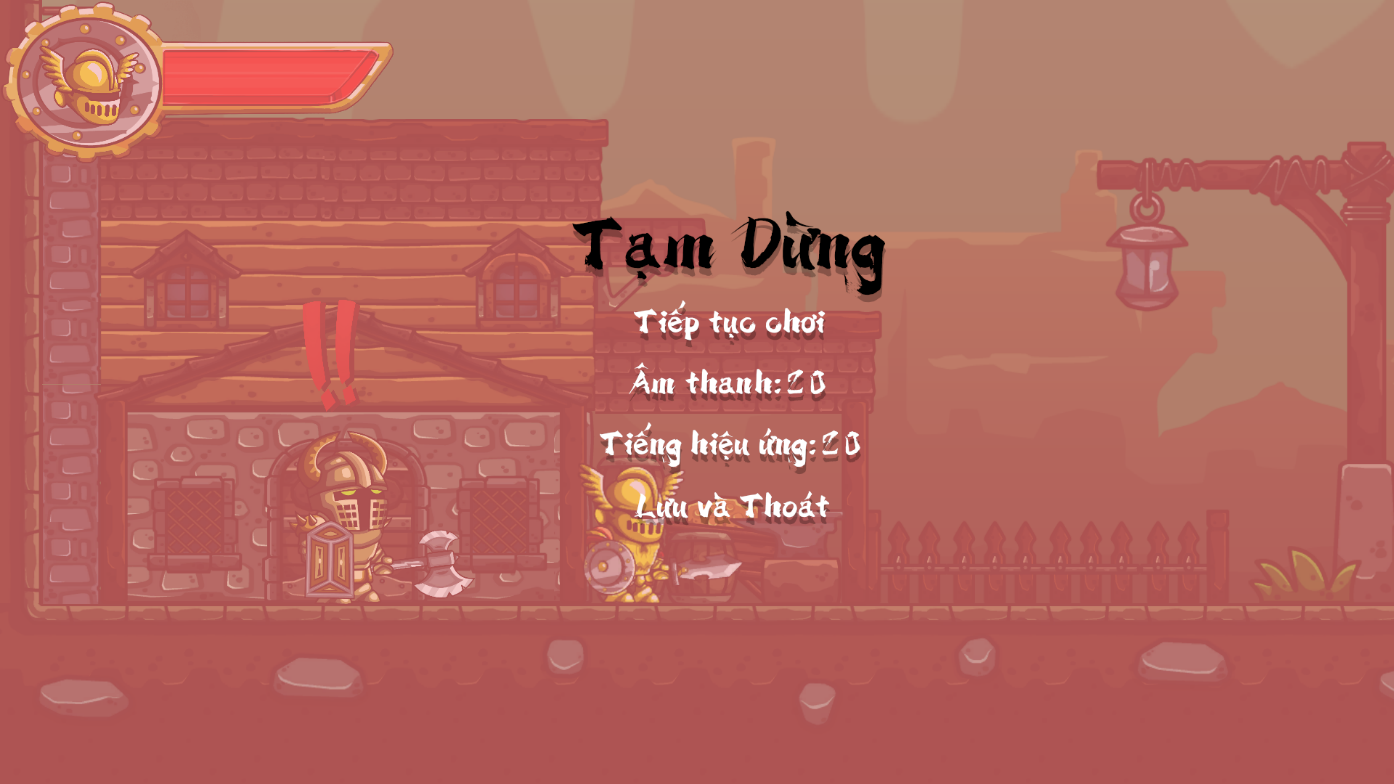 Tạm Dừng
Tiếp tục chơi
Âm thanh:20
Tiếng hiệu ứng:20
Lưu và Thoát